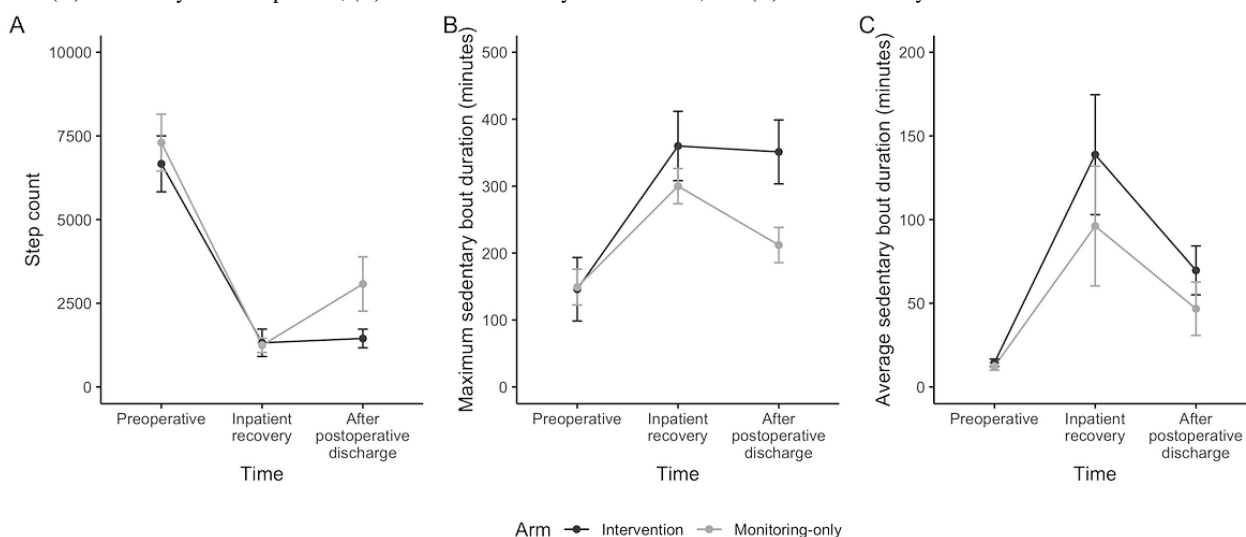 A
B
C
10000
7500
5000
2500
0
Step count
Preoperative
Inpatient
recovery
After
postoperative
discharge
Time
500
400
300
200
100
0
Maximum sedentary bout duration (minutes)
Preoperative
Inpatient
recovery
After
postoperative
discharge
Time
200
150
100
50
0
Average sedentary bout duration (minutes)
Preoperative
Inpatient
recovery
After
postoperative
discharge
Time
Arm Intervention Monitoring-only